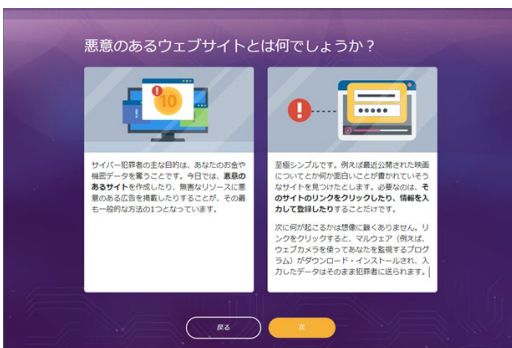 悪意のあるウェブサイトとは何でしょうか？
10
サイバー犯罪者の主な目的は、あなたのお金や
機密データを奪うことです。今日では、悪意の
あるサイトを作成したり、無害なリソースに悪
意のある広告を掲載したりすることが、その最
も一般的な方法の1つとなっています。
至極シンプルです。例えば最近公開された映画
についてとか何か面白いことが書かれていそう
なサイトを見つけたとします。必要なのは、そ
のサイトのリンクをクリックしたり、情報を入
力して登録したりすることだけです。
次に何が起こるかは想像に難くありません。リ
ンクをクリックすると、マルウェア（例えば、
ウェブカメラを使ってあなたを監視するプログ
ラム）がダウンロード・インストールされ、入
力したデータはそのまま犯罪者に送られます。
戻る
次